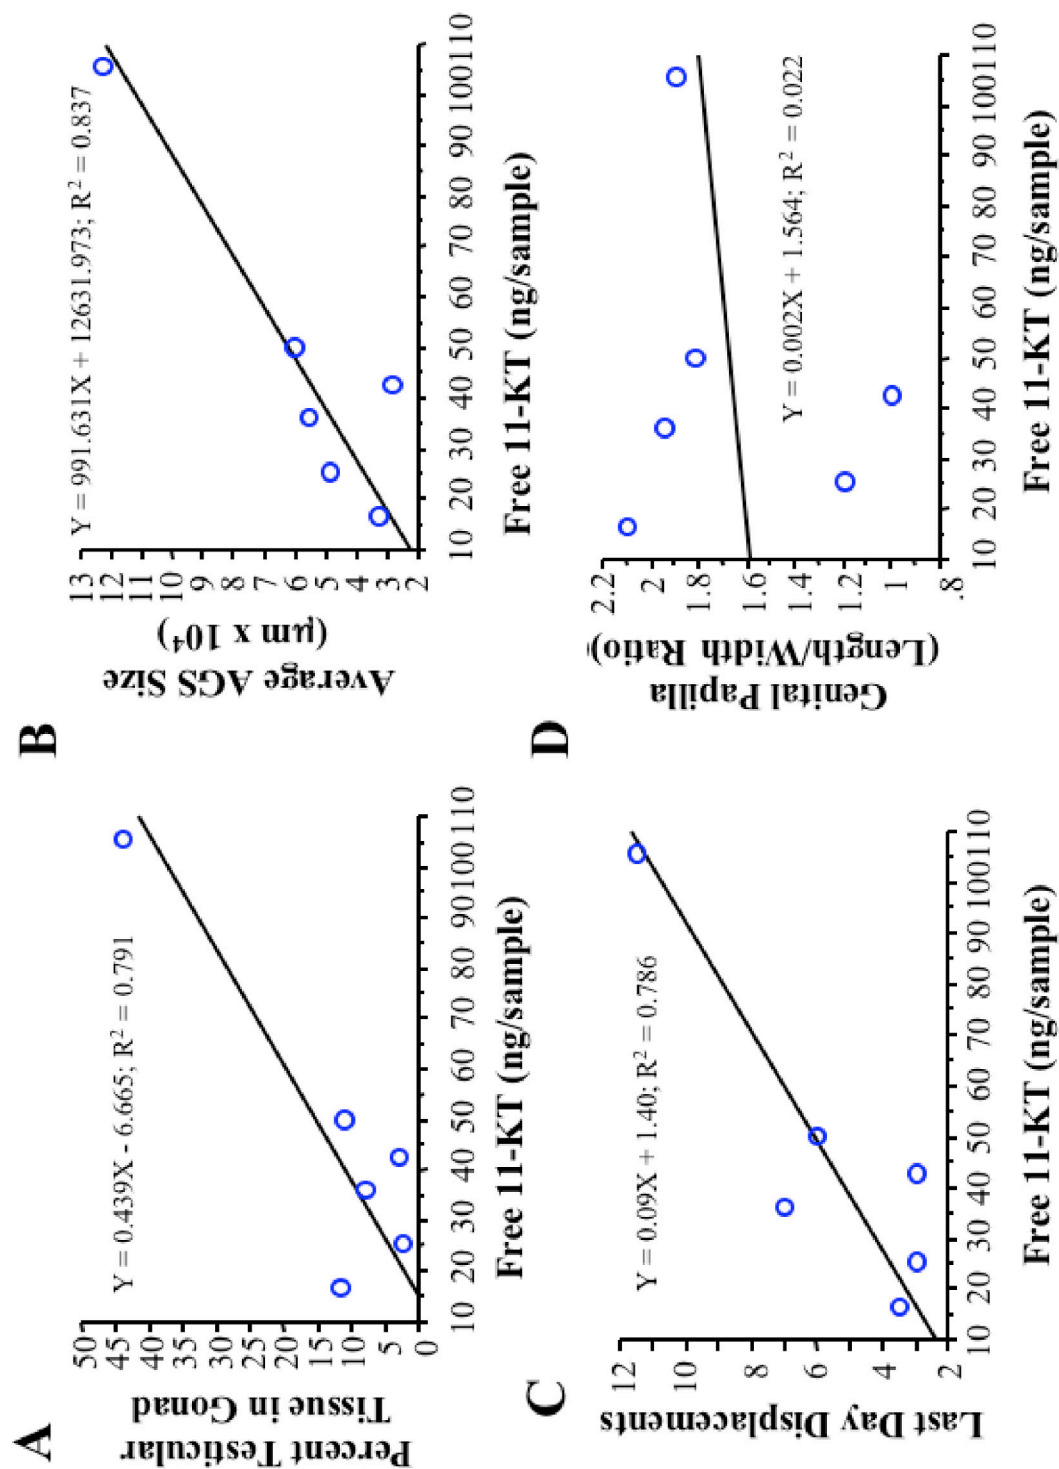 A
Percent Testicular
Tissue in Gonad
50
45
40
35
30
25
20
15
10
5
0
Y = 0.439X - 6.665; R² = 0.791
10 20 30 40 50 60 70 80 90 100 110
Free 11-KT (ng/sample)
B
Average AGS Size
(μm x 10⁴)
13
12
11
10
9
8
7
6
5
4
3
2
Y = 991.631X + 12631.973; R² = 0.837
10 20 30 40 50 60 70 80 90 100 110
Free 11-KT (ng/sample)
C
Last Day Displacements
12
10
8
6
4
2
Y = 0.09X + 1.40; R² = 0.786
10 20 30 40 50 60 70 80 90 100 110
Free 11-KT (ng/sample)
D
Genital Papilla
(Length/Width Ratio)
2.2
2
1.8
1.6
1.4
1.2
1
.8
Y = 0.002X + 1.564; R² = 0.022
10 20 30 40 50 60 70 80 90 100 110
Free 11-KT (ng/sample)